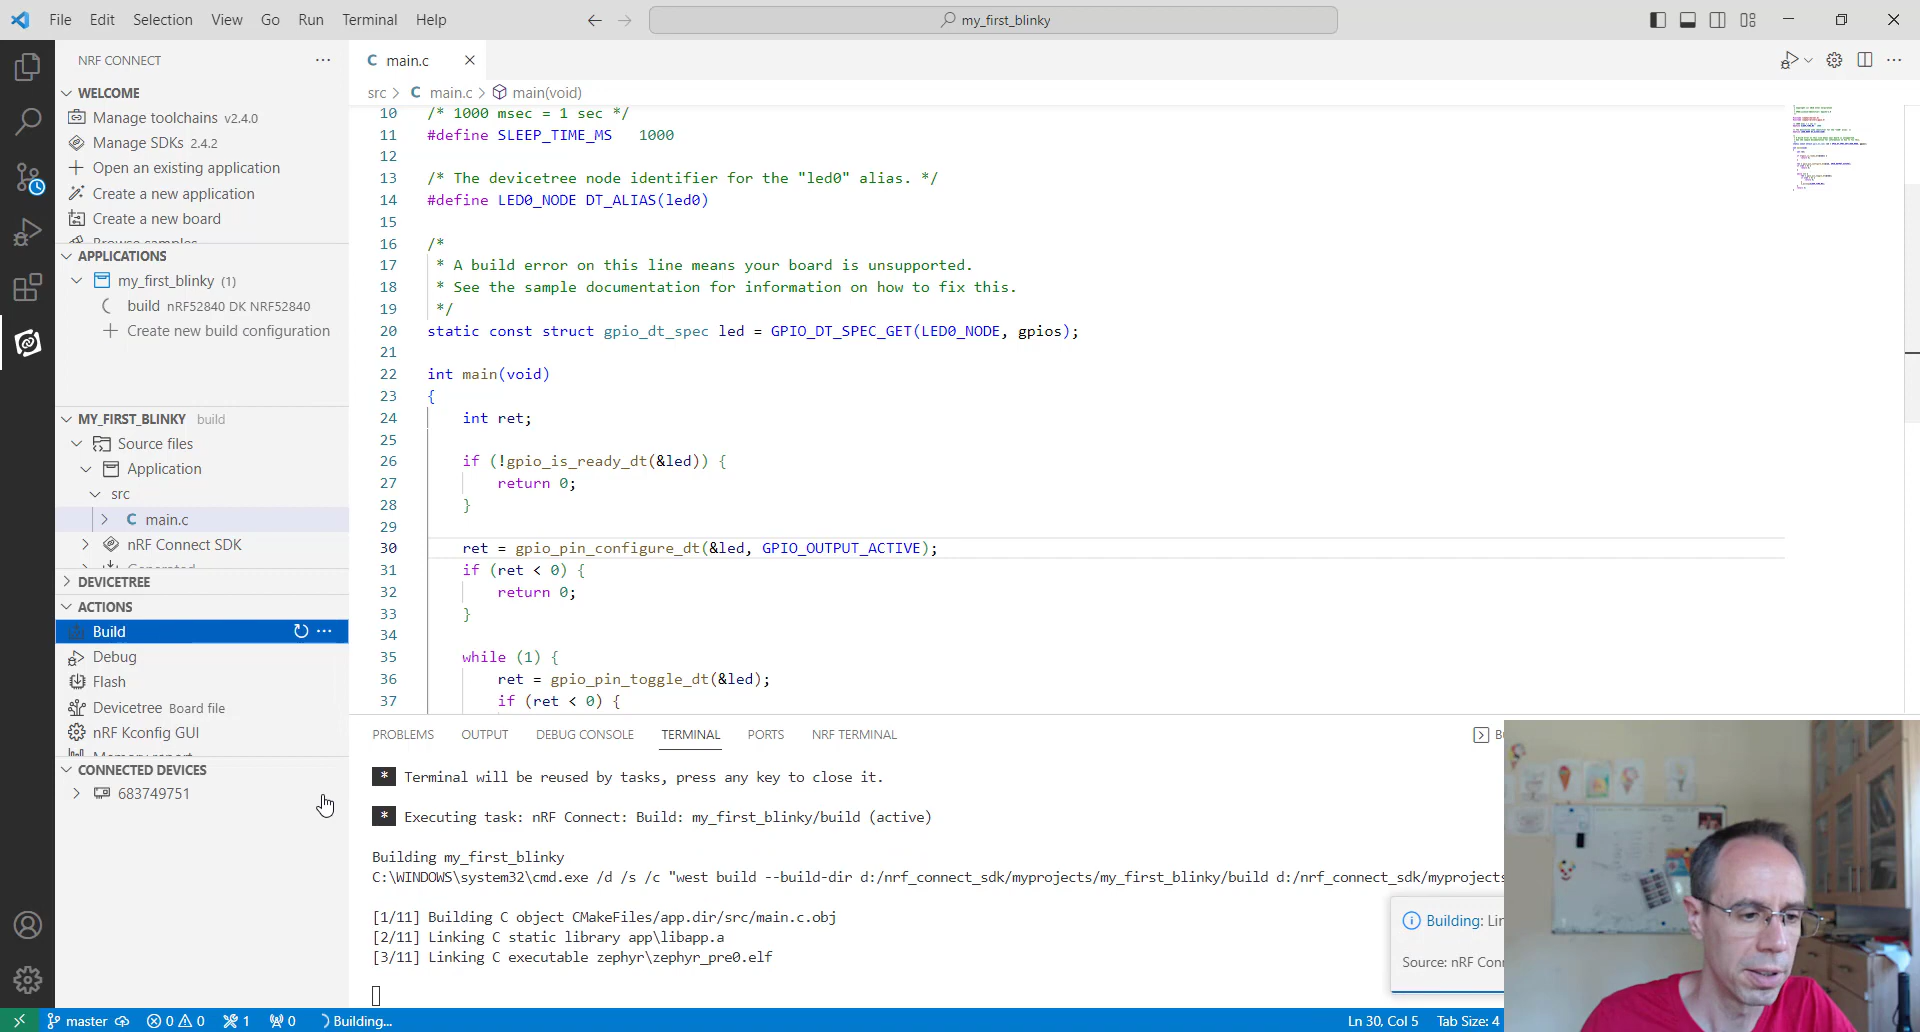 File Edit Selection View Go Run Terminal Help
my_first_blinky
NRF CONNECT
WELCOME
Manage toolchains v2.4.0
Manage SDKs 2.4.2
Open an existing application
Create a new application
Create a new board
Browse samples
APPLICATIONS
my_first_blinky (1)
build nRF52840 DK NRF52840
Create new build configuration
MY_FIRST_BLINKY build
Source files
Application
src
C main.c
nRF Connect SDK
Generated
DEVICETREE
ACTIONS
Build
Debug
Flash
Devicetree Board file
nRF Kconfig GUI
Memory report
CONNECTED DEVICES
683749751
C main.c
src > C main.c > main(void)
10 /* 1000 msec = 1 sec */
11 #define SLEEP_TIME_MS 1000
12
13 /* The devicetree node identifier for the "led0" alias. */
14 #define LED0_NODE DT_ALIAS(led0)
15
16 /*
17 * A build error on this line means your board is unsupported.
18 * See the sample documentation for information on how to fix this.
19 */
20 static const struct gpio_dt_spec led = GPIO_DT_SPEC_GET(LED0_NODE, gpios);
21
22 int main(void)
23 {
24 int ret;
25
26 if (!gpio_is_ready_dt(&led)) {
27 return 0;
28 }
29
30 ret = gpio_pin_configure_dt(&led, GPIO_OUTPUT_ACTIVE);
31 if (ret < 0) {
32 return 0;
33 }
34
35 while (1) {
36 ret = gpio_pin_toggle_dt(&led);
37 if (ret < 0) {
PROBLEMS OUTPUT DEBUG CONSOLE TERMINAL PORTS NRF TERMINAL
* Terminal will be reused by tasks, press any key to close it.
* Executing task: nRF Connect: Build: my_first_blinky/build (active)
Building my_first_blinky
C:\WINDOWS\system32\cmd.exe /d /s /c "west build --build-dir d:/nrf_connect_sdk/myprojects/my_first_blinky/build d:/nrf_connect_sdk/myprojects
[1/11] Building C object CMakeFiles/app.dir/src/main.c.obj
[2/11] Linking C static library app\libapp.a
[3/11] Linking C executable zephyr\zephyr_pre0.elf
Building: Lin
Source: nRF Conn
master 0 0 1 0 Building... Ln 30, Col 5 Tab Size: 4